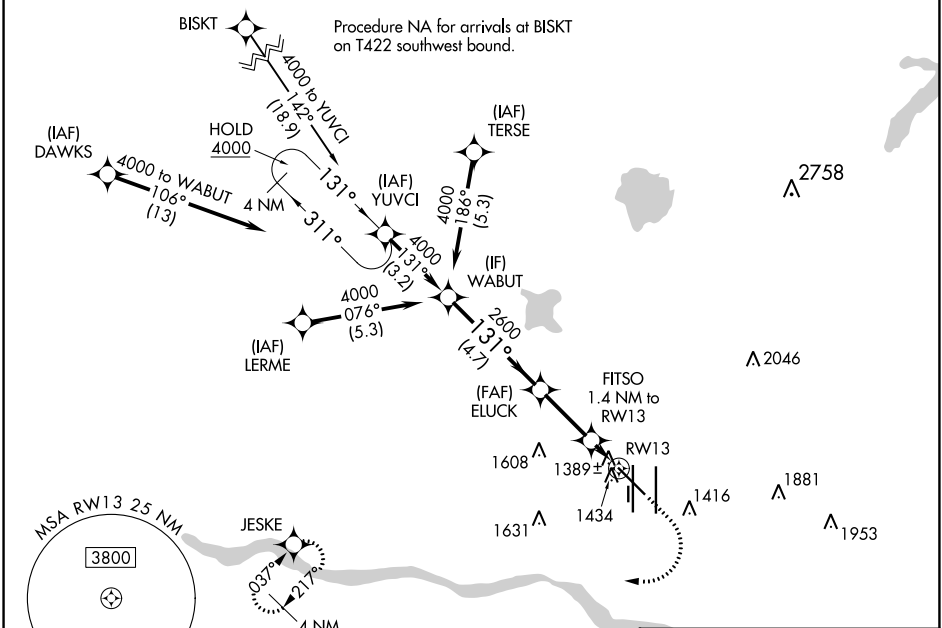 BISKT
Procedure NA for arrivals at BISKT
on T422 southwest bound.
4000 to YUVCI
142°
(18.9)
(IAF)
TERSE
(IAF)
DAWKS
HOLD
4000
4000 to WABUT
106°
(13)
4 NM
131°
311°
(IAF)
YUVCI
4000
186°
(5.3)
2758
4000
131°
(3.2)
(IF)
WABUT
4000
076°
(5.3)
(IAF)
LERME
2600
131°
(4.7)
2046
(FAF)
ELUCK
FITSO
1.4 NM to
RW13
RW13
1608
1389±
1434
1631
1416
1881
1953
MSA RW13 25 NM
3800
JESKE
037°
217°
4 NM